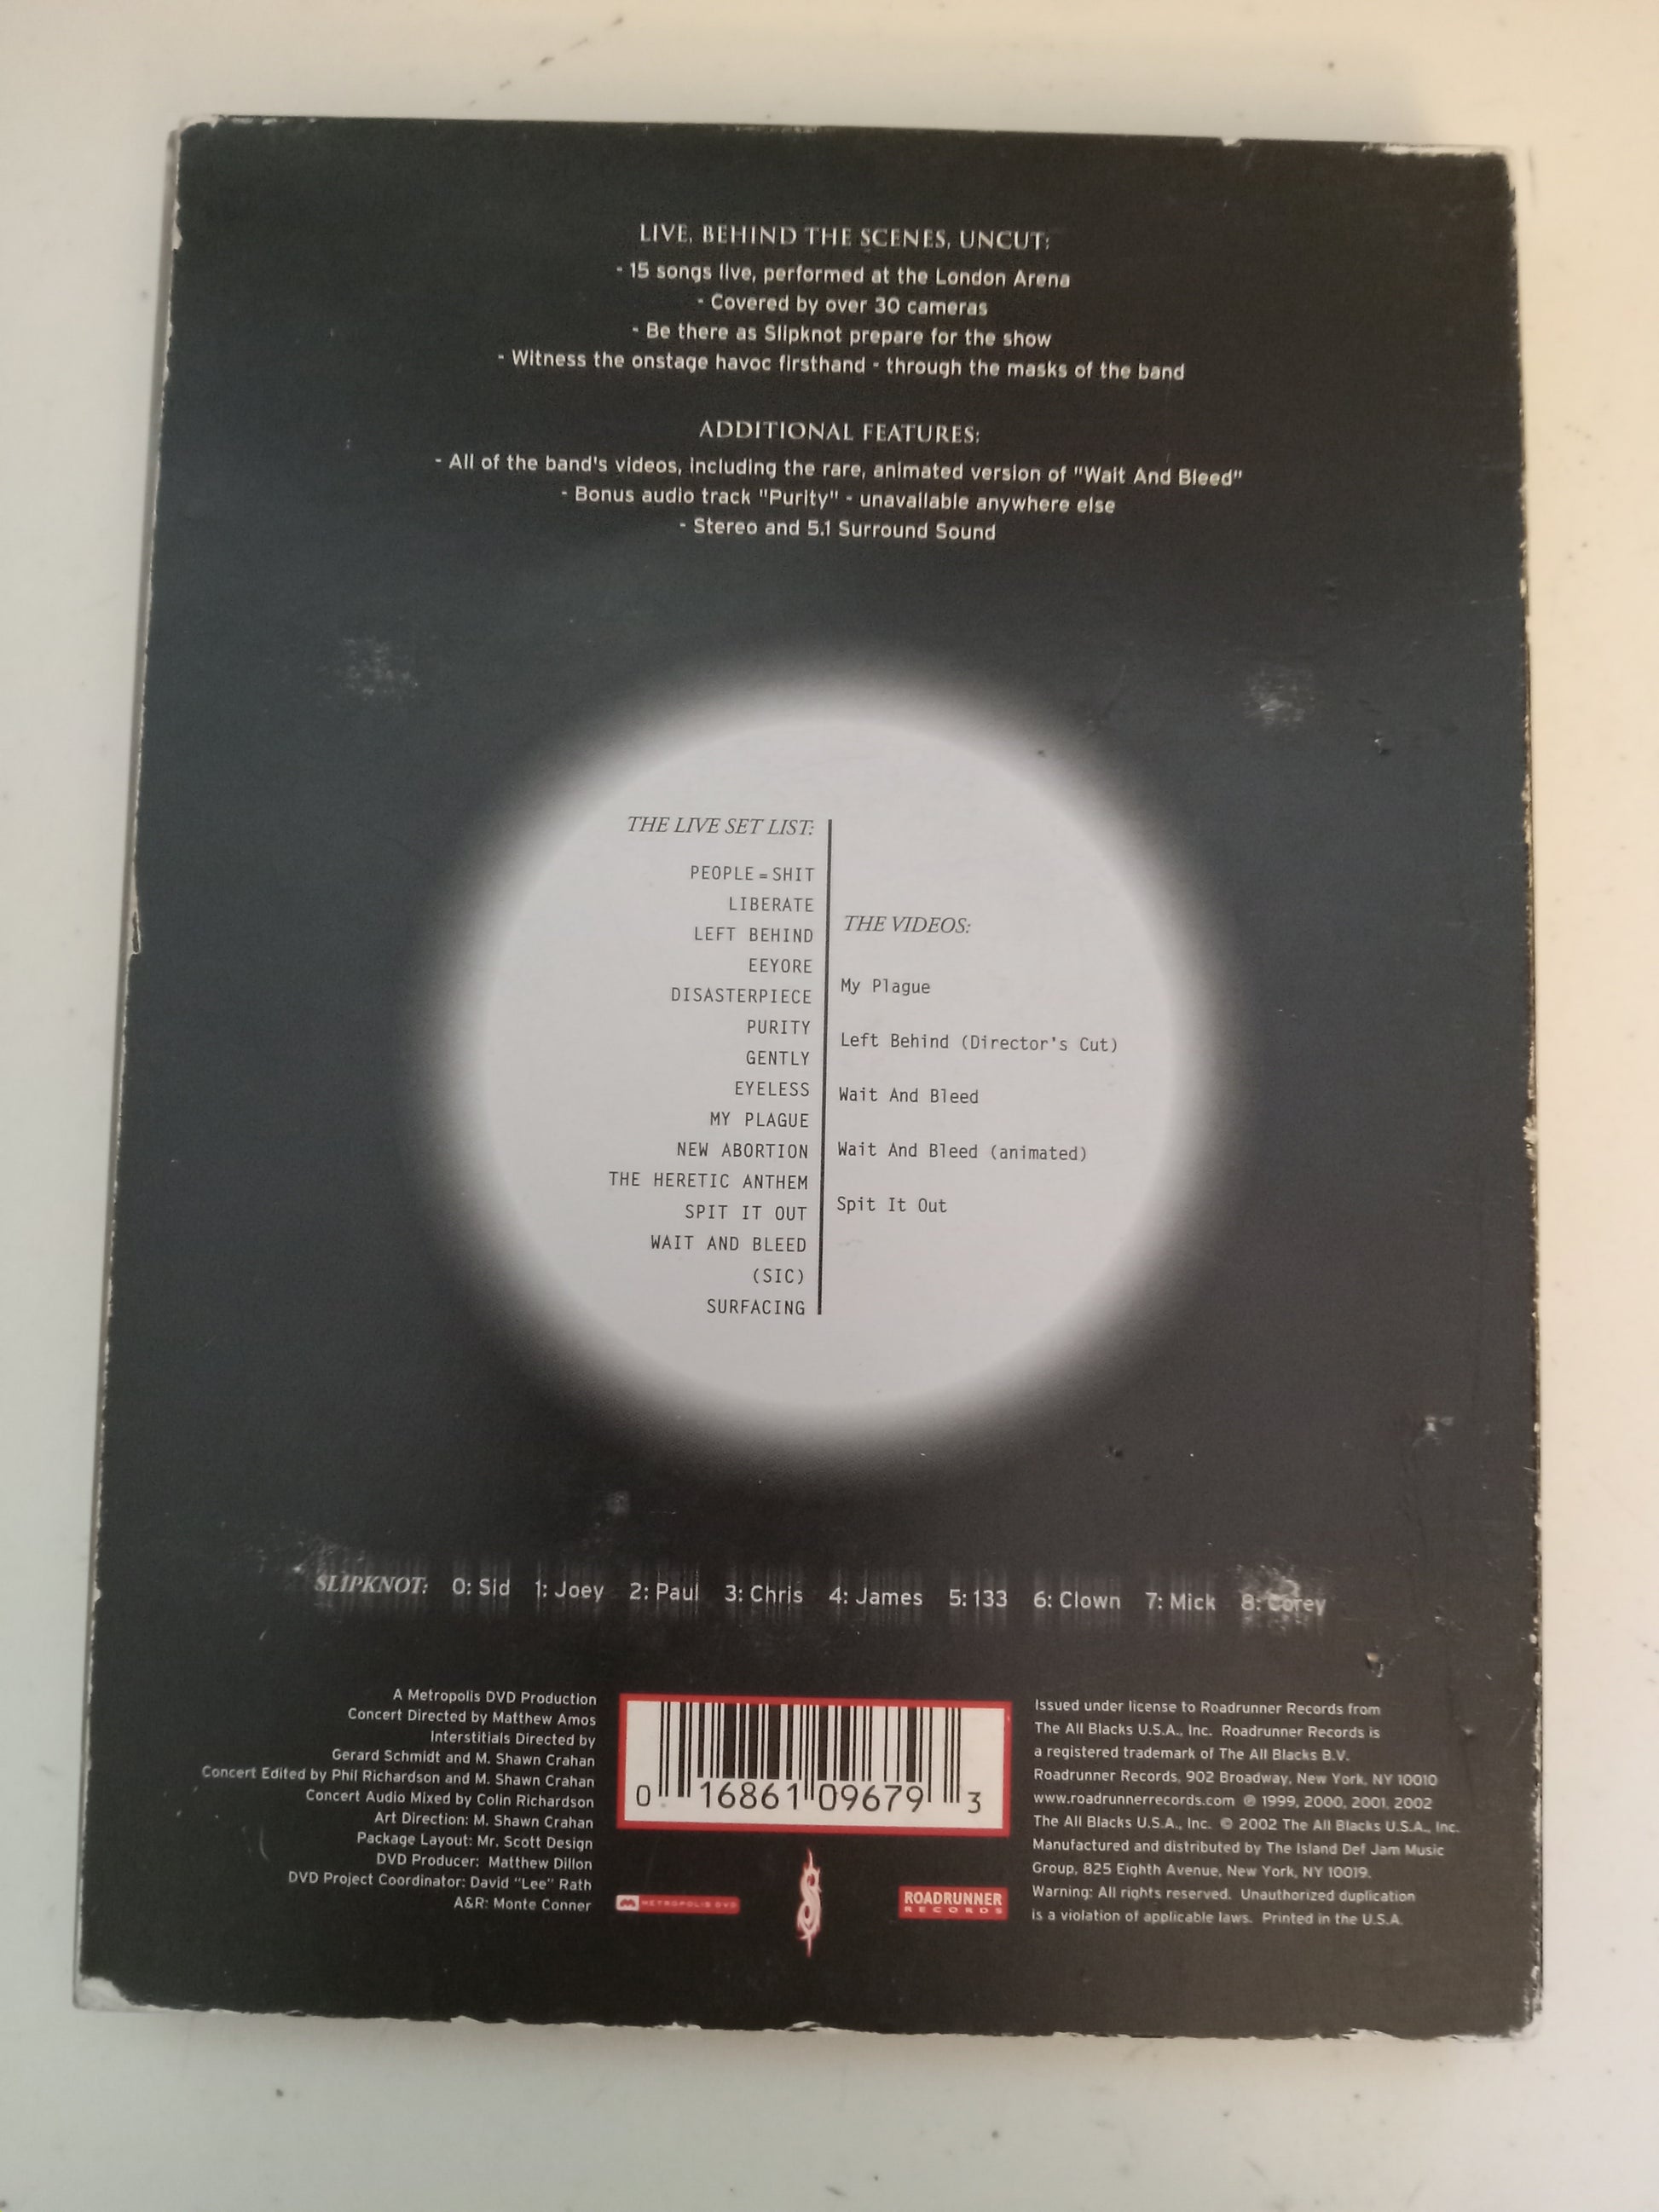 LIVE, BEHIND THE SCENES, UNCUT:
- 15 songs live, performed at the London Arena
- Covered by over 30 cameras
- Be there as Slipknot prepare for the show
- Witness the onstage havoc firsthand - through the masks of the band
ADDITIONAL FEATURES:
- All of the band's videos, including the rare, animated version of "Wait And Bleed"
- Bonus audio track "Purity" - unavailable anywhere else
- Stereo and 5.1 Surround Sound
THE LIVE SET LIST:
PEOPLE = SHIT
LIBERATE
LEFT BEHIND
EEYORE
DISASTERPIECE
PURITY
GENTLY
EYELESS
MY PLAGUE
NEW ABORTION
THE HERETIC ANTHEM
SPIT IT OUT
WAIT AND BLEED
(SIC)
SURFACING
THE VIDEOS:
My Plague
Left Behind (Director's Cut)
Wait And Bleed
Wait And Bleed (animated)
Spit It Out
SLIPKNOT: 0: Sid 1: Joey 2: Paul 3: Chris 4: James 5: 133 6: Clown 7: Mick 8: Corey
A Metropolis DVD Production
Concert Directed by Matthew Amos
Interstitials Directed by
Gerard Schmidt and M. Shawn Crahan
Concert Edited by Phil Richardson and M. Shawn Crahan
Concert Audio Mixed by Colin Richardson
Art Direction: M. Shawn Crahan
Package Layout: Mr. Scott Design
DVD Producer: Matthew Dillon
DVD Project Coordinator: David "Lee" Rath
A&R: Monte Conner
0 16861 09679 3
METROPOLIS DVD
S
ROADRUNNER
RECORDS
Issued under license to Roadrunner Records from
The All Blacks U.S.A., Inc. Roadrunner Records is
a registered trademark of The All Blacks B.V.
Roadrunner Records, 902 Broadway, New York, NY 10010
www.roadrunnerrecords.com ℗ 1999, 2000, 2001, 2002
The All Blacks U.S.A., Inc. © 2002 The All Blacks U.S.A., Inc.
Manufactured and distributed by The Island Def Jam Music
Group, 825 Eighth Avenue, New York, NY 10019.
Warning: All rights reserved. Unauthorized duplication
is a violation of applicable laws. Printed in the U.S.A.